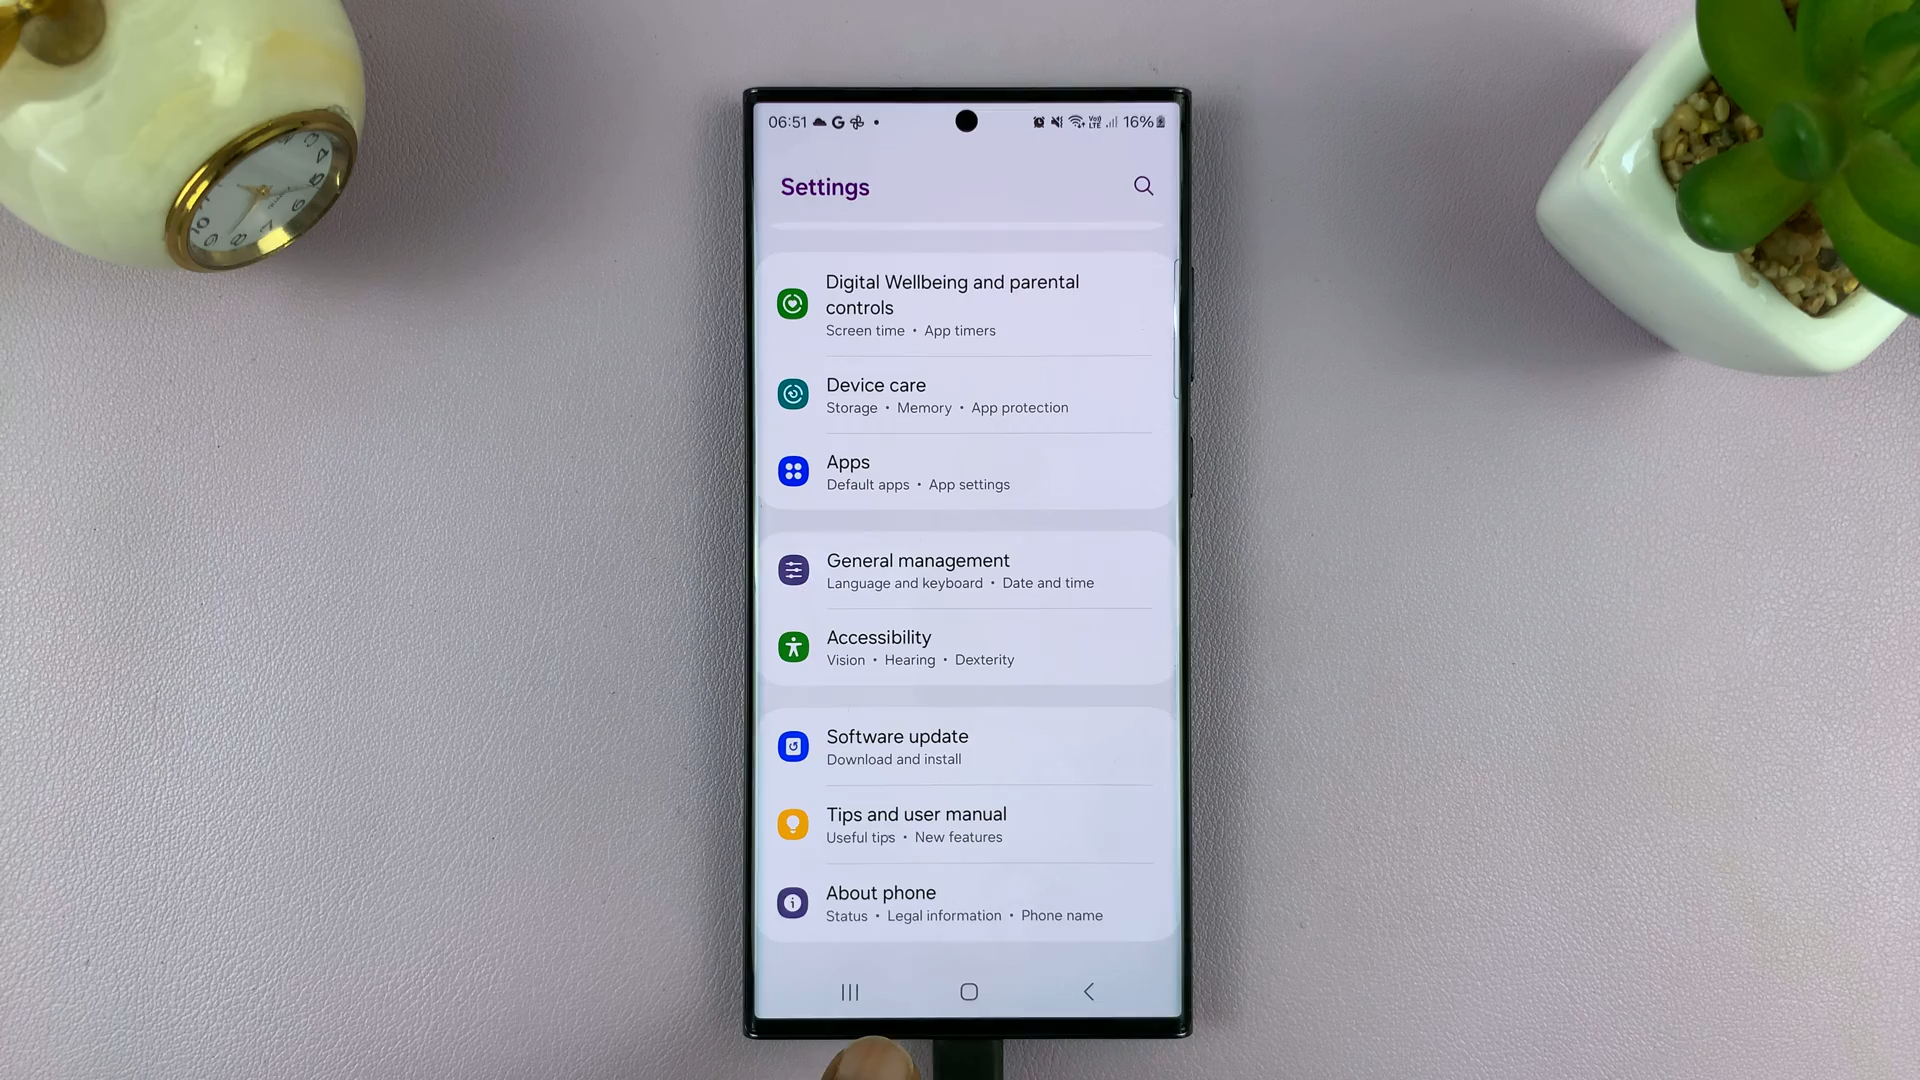 06:51 G 16%
Settings
Digital Wellbeing and parental
controls
Screen time • App timers
Device care
Storage • Memory • App protection
Apps
Default apps • App settings
General management
Language and keyboard • Date and time
Accessibility
Vision • Hearing • Dexterity
Software update
Download and install
Tips and user manual
Useful tips • New features
About phone
Status • Legal information • Phone name